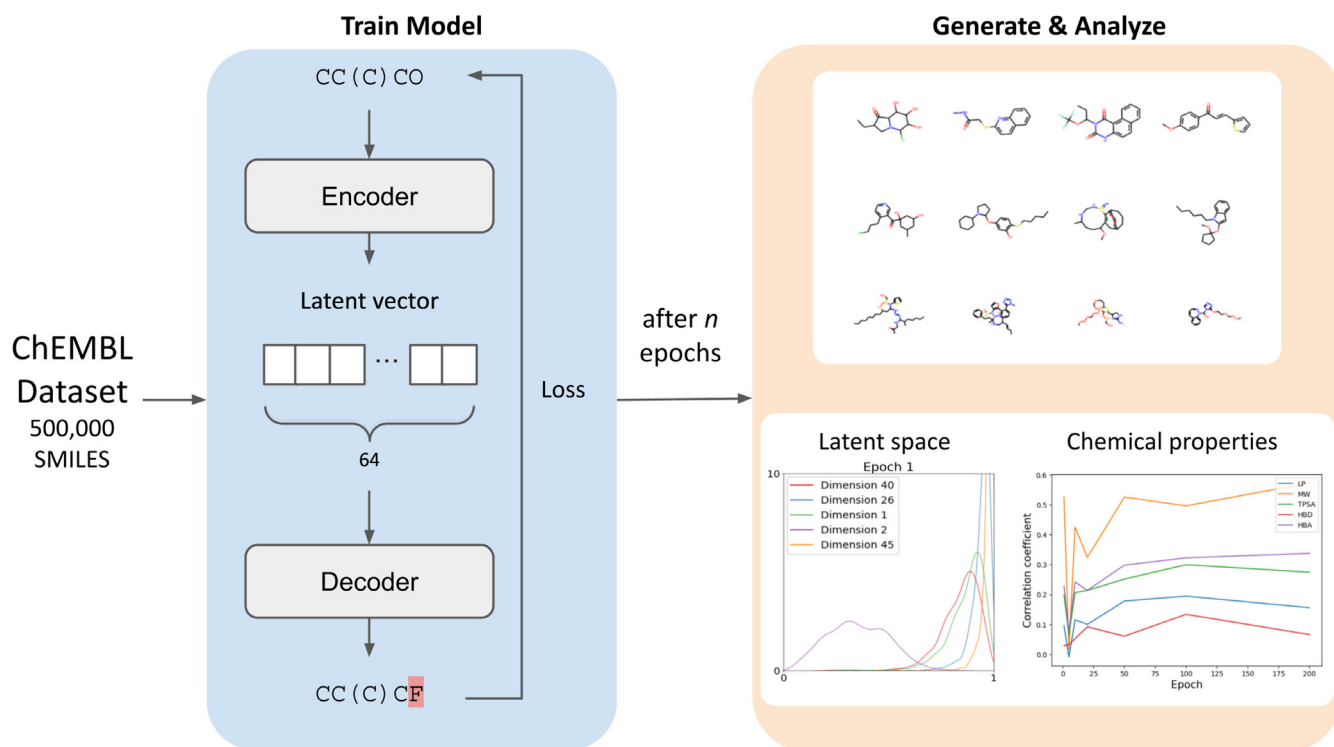 Train Model
Generate & Analyze
CC(C)CO
Encoder
Latent vector
...
64
Decoder
CC(C)CF
Loss
ChEMBL
Dataset
500,000
SMILES
after n
epochs
Latent space
Epoch 1
10
Dimension 40
Dimension 26
Dimension 1
Dimension 2
Dimension 45
0
0
1
Chemical properties
LP
MW
TPSA
HBD
HBA
Correlation coefficient
0.6
0.5
0.4
0.3
0.2
0.1
0.0
0
25
50
75
100
125
150
175
200
Epoch